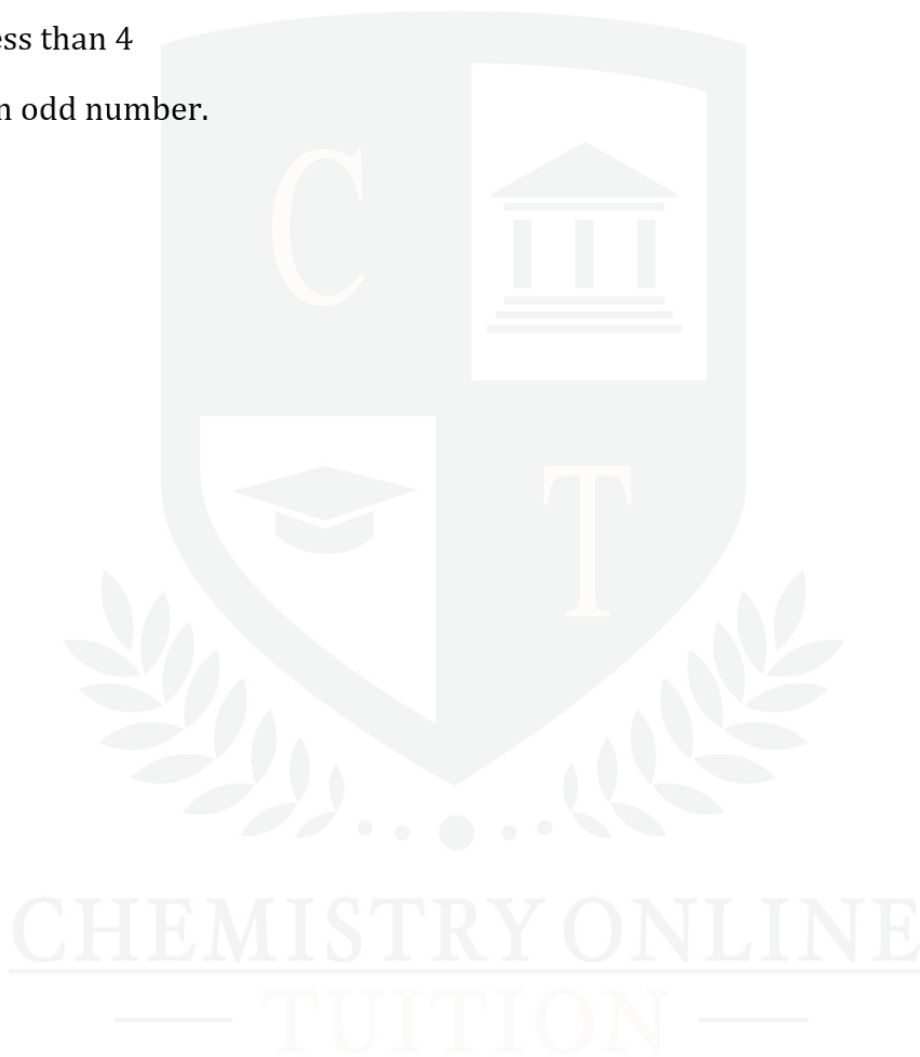 ess than 4
n odd number.
C
T
CHEMISTRY ONLINE
TUITION